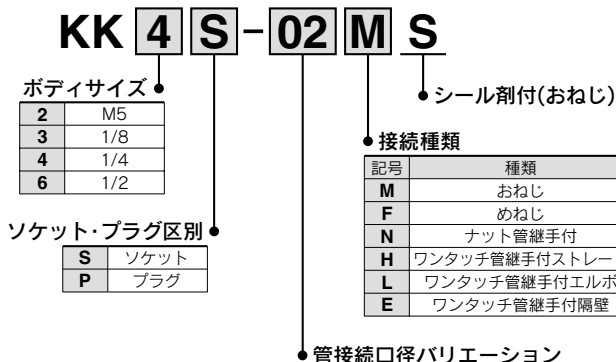 KK 4 S - 02 M S
ボディサイズ
2 M5
3 1/8
4 1/4
6 1/2
ソケット・プラグ区別
S ソケット
P プラグ
シール剤付(おねじ)
接続種類
記号 種類
M おねじ
F めねじ
N ナット管継手付
H ワンタッチ管継手付ストレー
L ワンタッチ管継手付エルボ
E ワンタッチ管継手付隔壁
管接続口径バリエーション